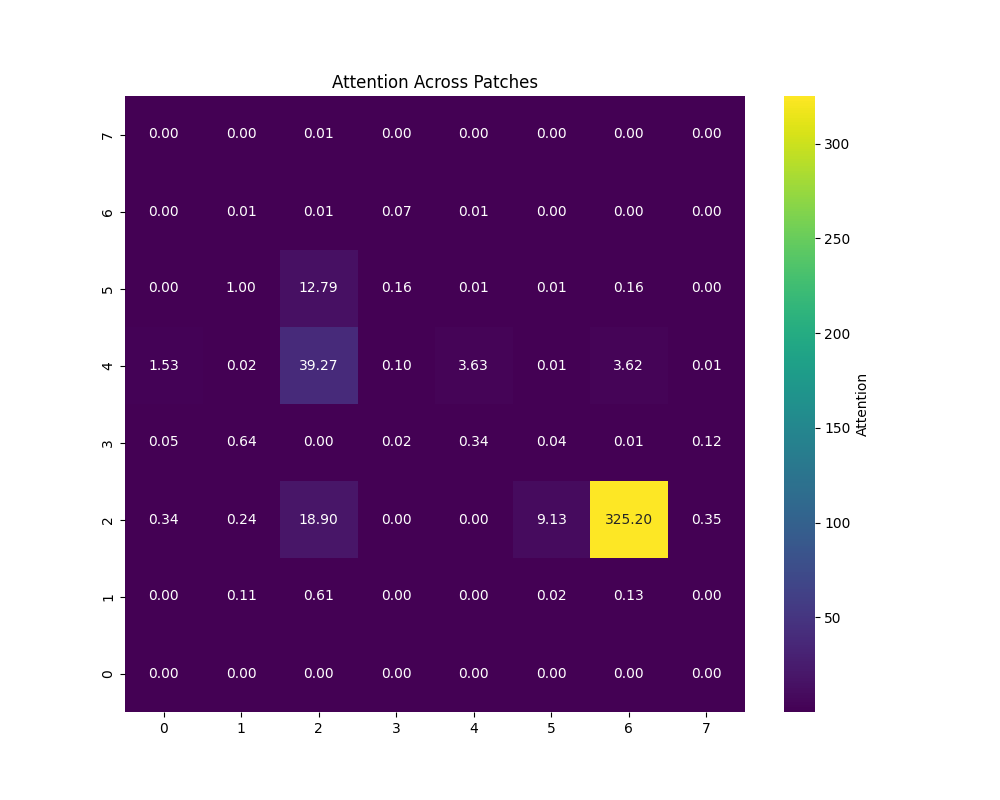 Attention Across Patches
7 0.00 0.00 0.01 0.00 0.00 0.00 0.00 0.00
6 0.00 0.01 0.01 0.07 0.01 0.00 0.00 0.00
5 0.00 1.00 12.79 0.16 0.01 0.01 0.16 0.00
4 1.53 0.02 39.27 0.10 3.63 0.01 3.62 0.01
3 0.05 0.64 0.00 0.02 0.34 0.04 0.01 0.12
2 0.34 0.24 18.90 0.00 0.00 9.13 325.20 0.35
1 0.00 0.11 0.61 0.00 0.00 0.02 0.13 0.00
0 0.00 0.00 0.00 0.00 0.00 0.00 0.00 0.00
0 1 2 3 4 5 6 7
300
250
200
150
100
50
Attention